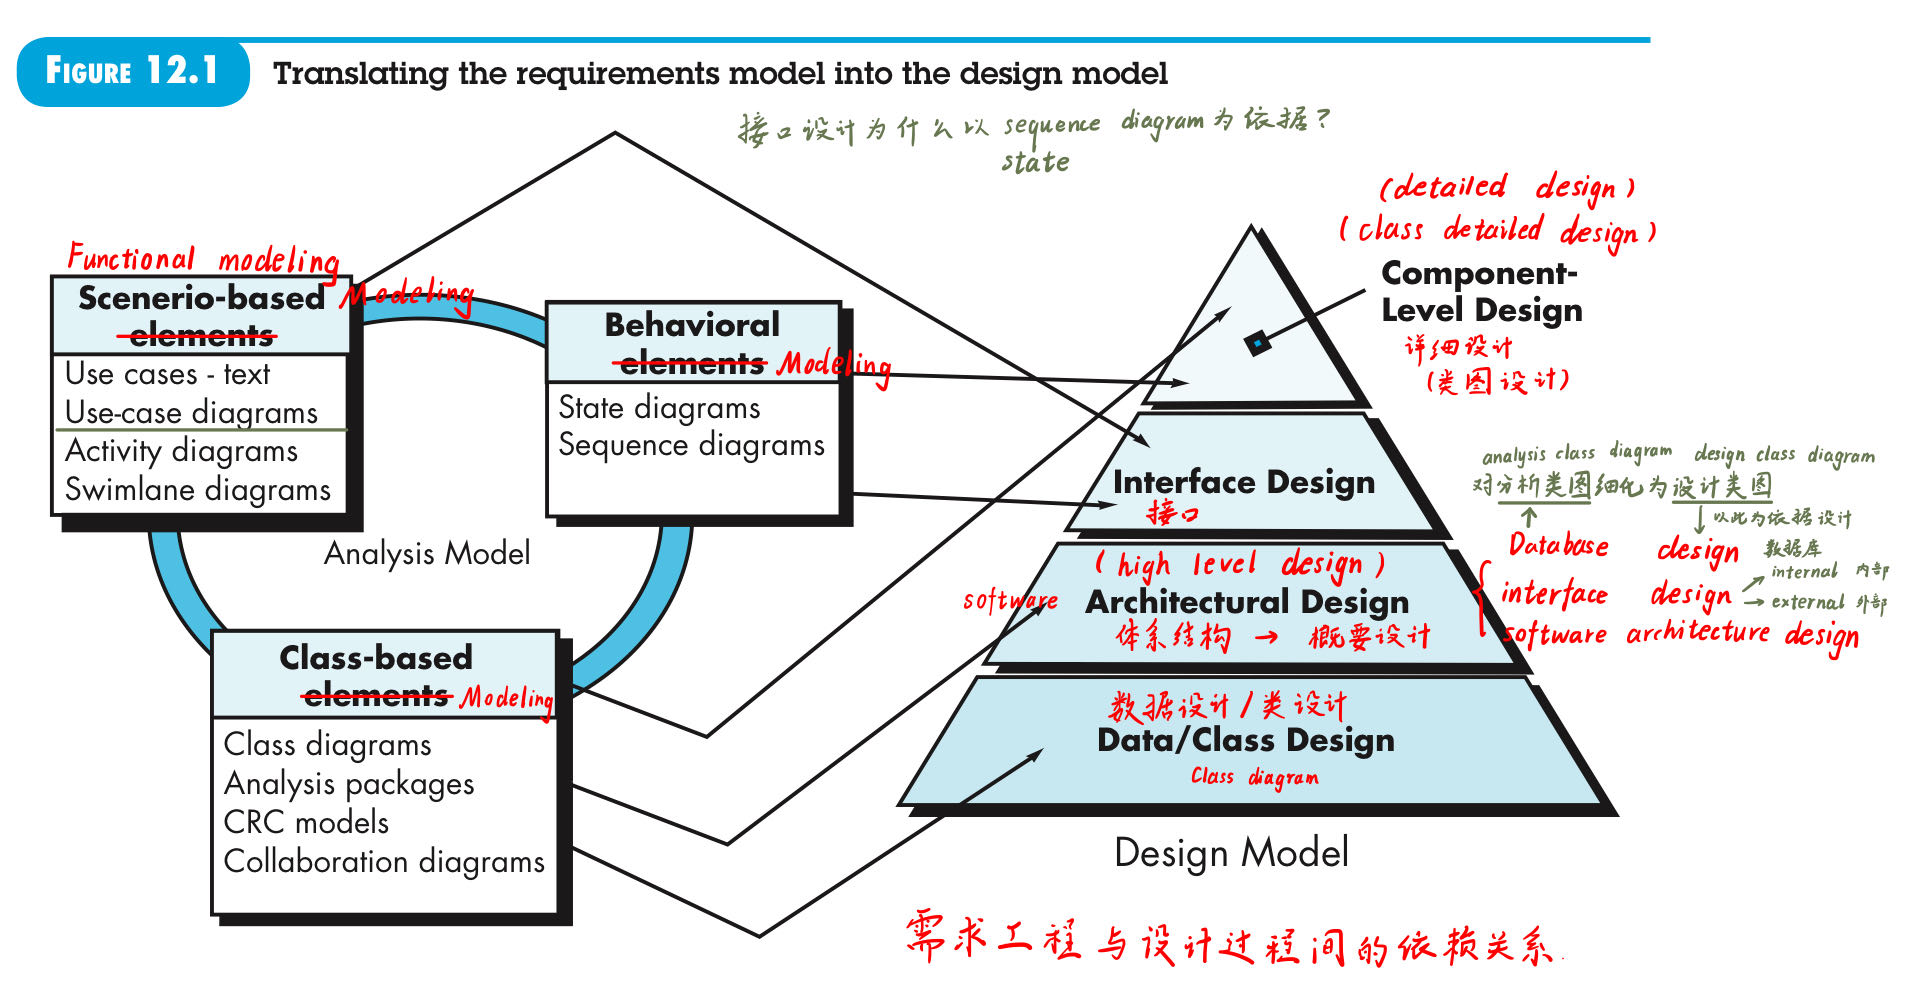 FIGURE 12.1
Translating the requirements model into the design model
接口设计为什么以 sequence diagram 为依据?
state
(detailed design)
(class detailed design)
Component-
Level Design
详细设计
(类图设计)
Functional modeling
Scenerio-based Modeling
elements
Use cases - text
Use-case diagrams
Activity diagrams
Swimlane diagrams
Behavioral
elements Modeling
State diagrams
Sequence diagrams
Analysis Model
Class-based
elements Modeling
Class diagrams
Analysis packages
CRC models
Collaboration diagrams
Interface Design
接口
(high level design)
software
Architectural Design
体系结构 → 概要设计
数据设计/类设计
Data/Class Design
Class diagram
Design Model
analysis class diagram design class diagram
对分析类图细化为设计类图
以此为依据设计
Database design 数据库
interface design
internal 内部
external 外部
software architecture design
需求工程与设计过程间的依赖关系.